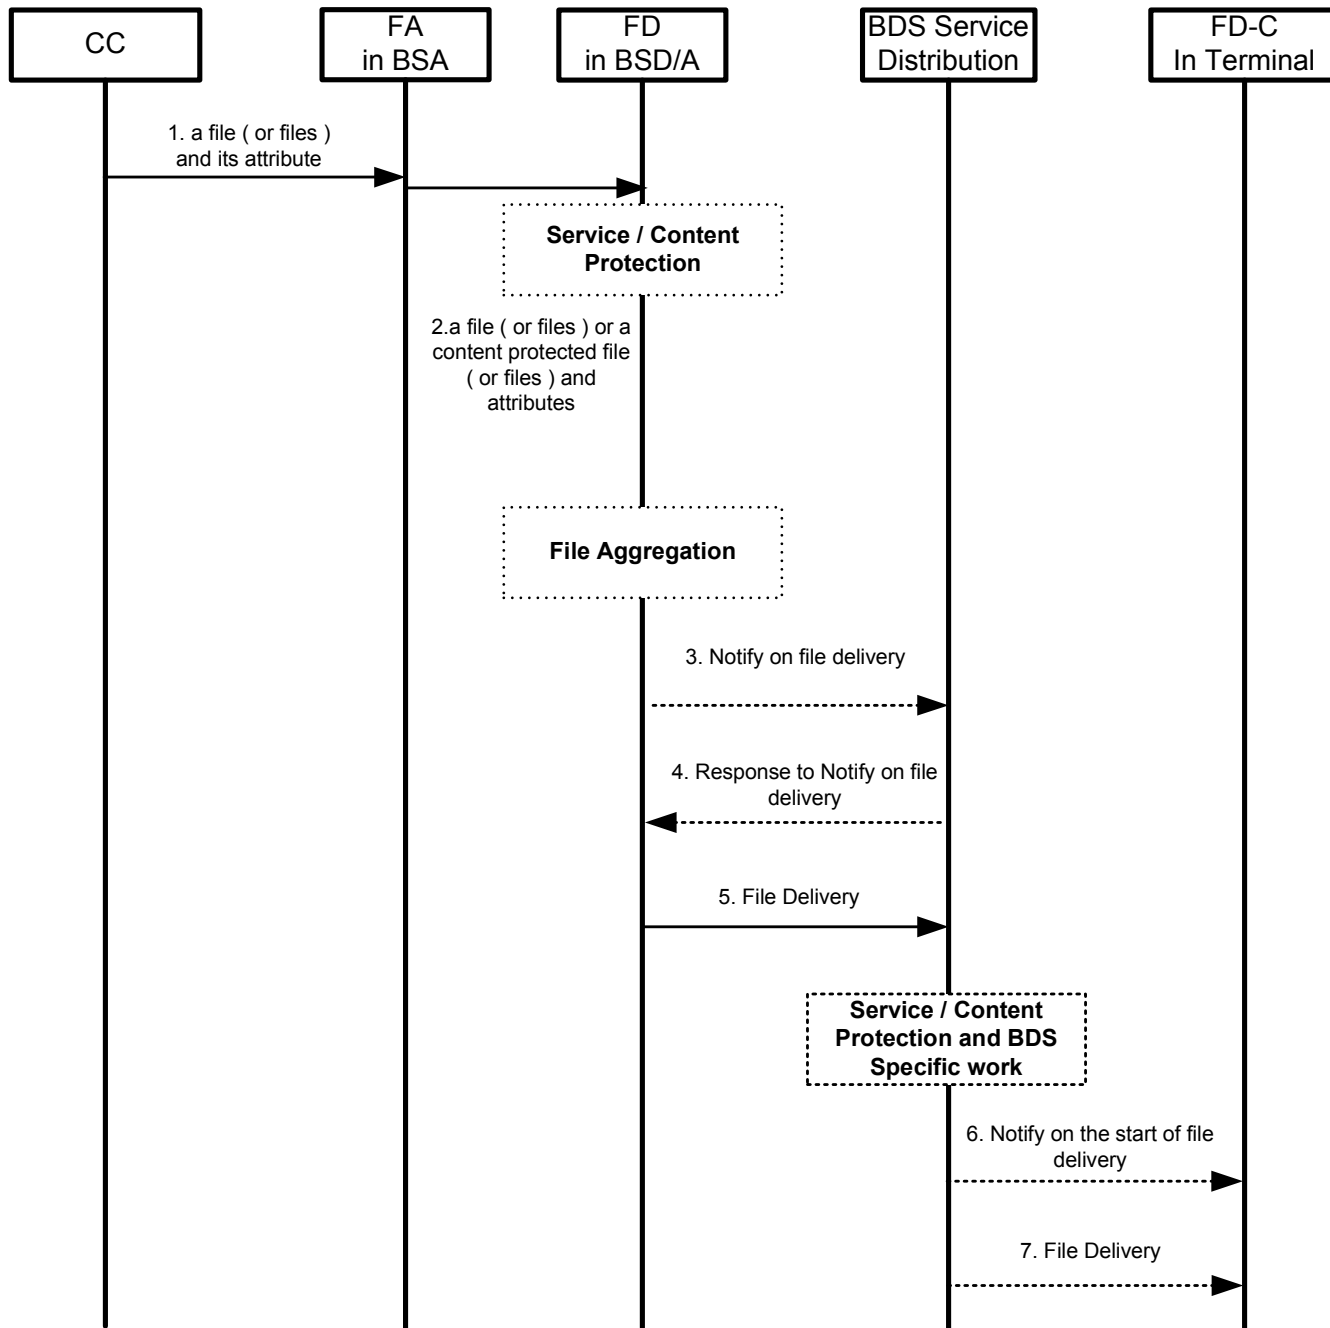 CC
FA
in BSA
FD
in BSD/A
BDS Service
Distribution
FD-C
In Terminal
1. a file ( or files )
and its attribute
Service / Content
Protection
2.a file ( or files ) or a
content protected file
( or files ) and
attributes
File Aggregation
3. Notify on file delivery
4. Response to Notify on file
delivery
5. File Delivery
Service / Content
Protection and BDS
Specific work
6. Notify on the start of file
delivery
7. File Delivery